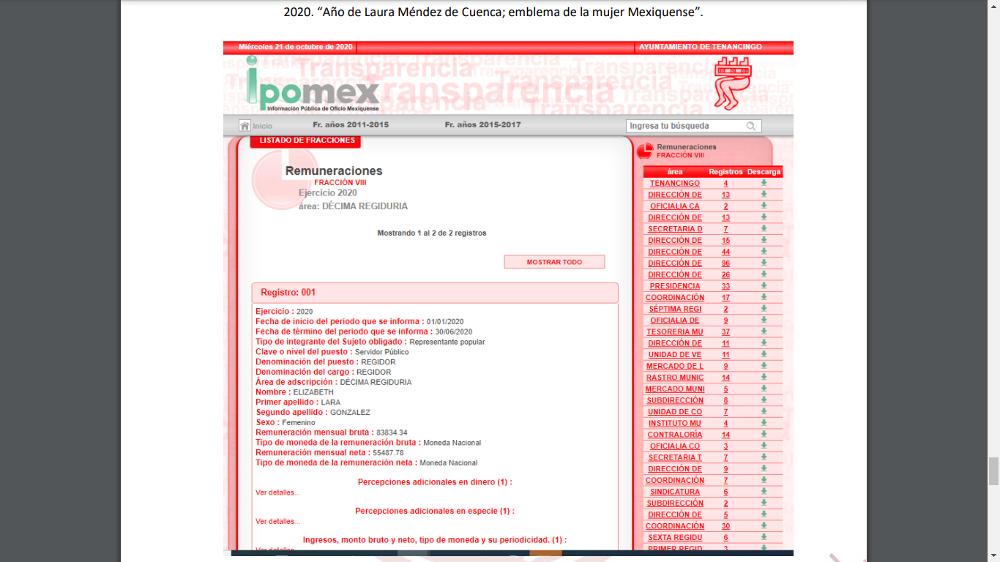 2020. “Año de Laura Méndez de Cuenca; emblema de la mujer Mexiquense”.
Miércoles 21 de octubre de 2020
AYUNTAMIENTO DE TENANCINGO
Transparencia
ipomex
Información Pública de Oficio Mexiquense
Inicio
Fr. años 2011-2015
Fr. años 2015-2017
Ingresa tu búsqueda
LISTADO DE FRACCIONES
Remuneraciones
FRACCIÓN VIII
Ejercicio 2020
área: DÉCIMA REGIDURIA
Mostrando 1 al 2 de 2 registros
MOSTRAR TODO
Registro: 001
Ejercicio : 2020
Fecha de inicio del periodo que se informa : 01/01/2020
Fecha de término del periodo que se informa : 30/06/2020
Tipo de integrante del Sujeto obligado : Representante popular
Clave o nivel del puesto : Servidor Público
Denominación del puesto : REGIDOR
Denominación del cargo : REGIDOR
Área de adscripción : DÉCIMA REGIDURIA
Nombre : ELIZABETH
Primer apellido : LARA
Segundo apellido : GONZALEZ
Sexo : Femenino
Remuneración mensual bruta : 83834.34
Tipo de moneda de la remuneración bruta : Moneda Nacional
Remuneración mensual neta : 55487.78
Tipo de moneda de la remuneración neta : Moneda Nacional
Percepciones adicionales en dinero (1) :
Ver detalles...
Percepciones adicionales en especie (1) :
Ver detalles...
Ingresos, monto bruto y neto, tipo de moneda y su periodicidad. (1) :
Ver detalles...
Remuneraciones
FRACCIÓN VIII
área Registros Descarga
TENANCINGO 4
DIRECCIÓN DE 13
OFICIALIA CA 2
DIRECCIÓN DE 13
SECRETARIA D 7
DIRECCIÓN DE 15
DIRECCIÓN DE 44
DIRECCIÓN DE 96
DIRECCIÓN DE 26
PRESIDENCIA 33
COORDINACIÓN 17
SÉPTIMA REGI 2
OFICIALIA DE 9
TESORERIA MU 37
DIRECCIÓN DE 11
UNIDAD DE VE 11
MERCADO DE L 9
RASTRO MUNIC 14
MERCADO MUNI 5
SUBDIRECCIÓN 8
UNIDAD DE CO 7
INSTITUTO MU 4
CONTRALORÍA 14
OFICIALIA CO 3
SECRETARIA T 7
DIRECCIÓN DE 9
COORDINACIÓN 7
SINDICATURA 6
SUBDIRECCIÓN 2
DIRECCIÓN DE 5
COORDINACIÓN 30
SEXTA REGIDU 6
PRIMER REGID 3